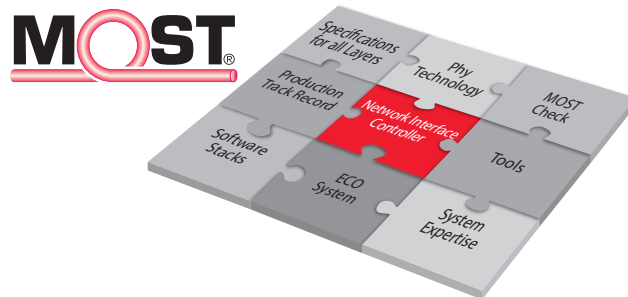 MOST®
Specifications
for all Layers
Phy
Technology
MOST
Check
Production
Track Record
Network Interface
Controller
Tools
Software
Stacks
ECO
System
System
Expertise